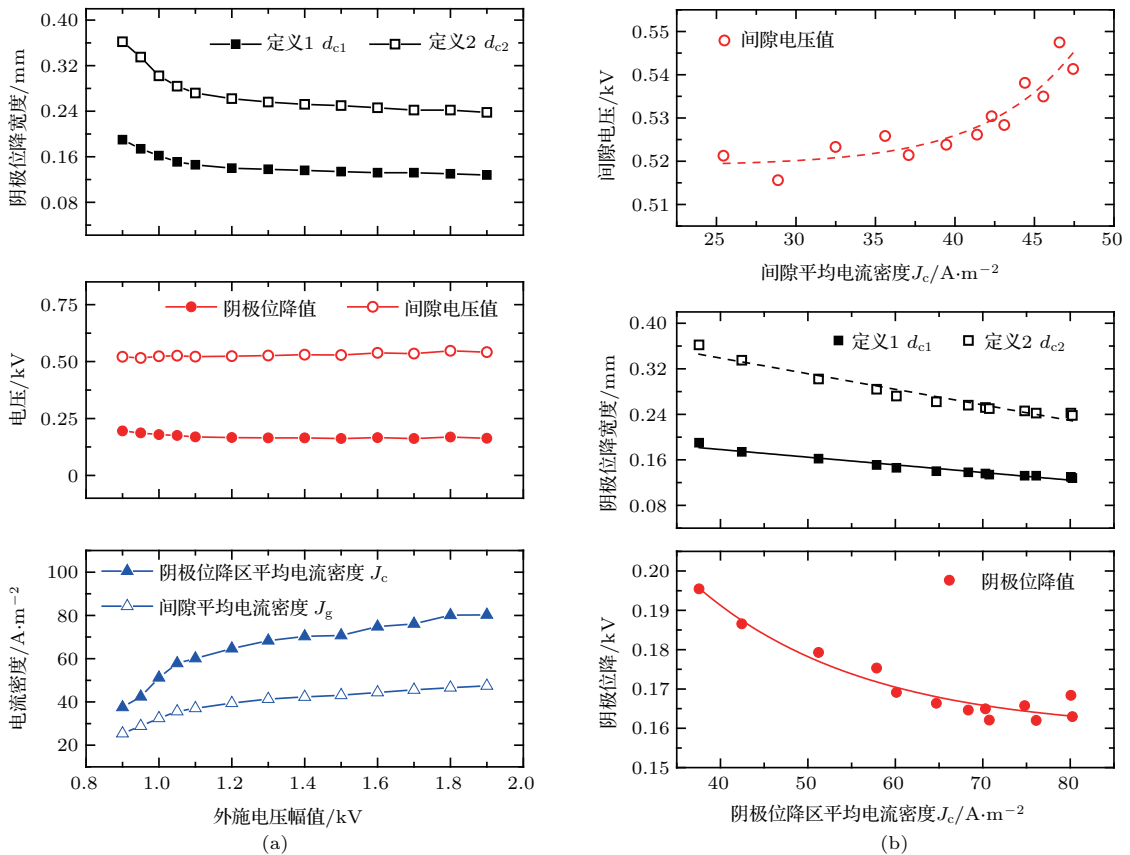 0.40
0.32
0.24
0.16
0.08
阴极位降宽度/mm
定义1 dc1
定义2 dc2
0.75
0.50
0.25
0
电压/kV
阴极位降值
间隙电压值
100
80
60
40
20
电流密度/A·m−2
阴极位降区平均电流密度 Jc
间隙平均电流密度 Jg
0.8 1.0 1.2 1.4 1.6 1.8 2.0
外施电压幅值/kV
(a)
0.55
0.54
0.53
0.52
0.51
间隙电压/kV
间隙电压值
25 30 35 40 45 50
间隙平均电流密度Jc/A·m−2
0.40
0.32
0.24
0.16
0.08
阴极位降宽度/mm
定义1 dc1
定义2 dc2
0.20
0.19
0.18
0.17
0.16
0.15
阴极位降/kV
阴极位降值
40 50 60 70 80
阴极位降区平均电流密度Jc/A·m−2
(b)